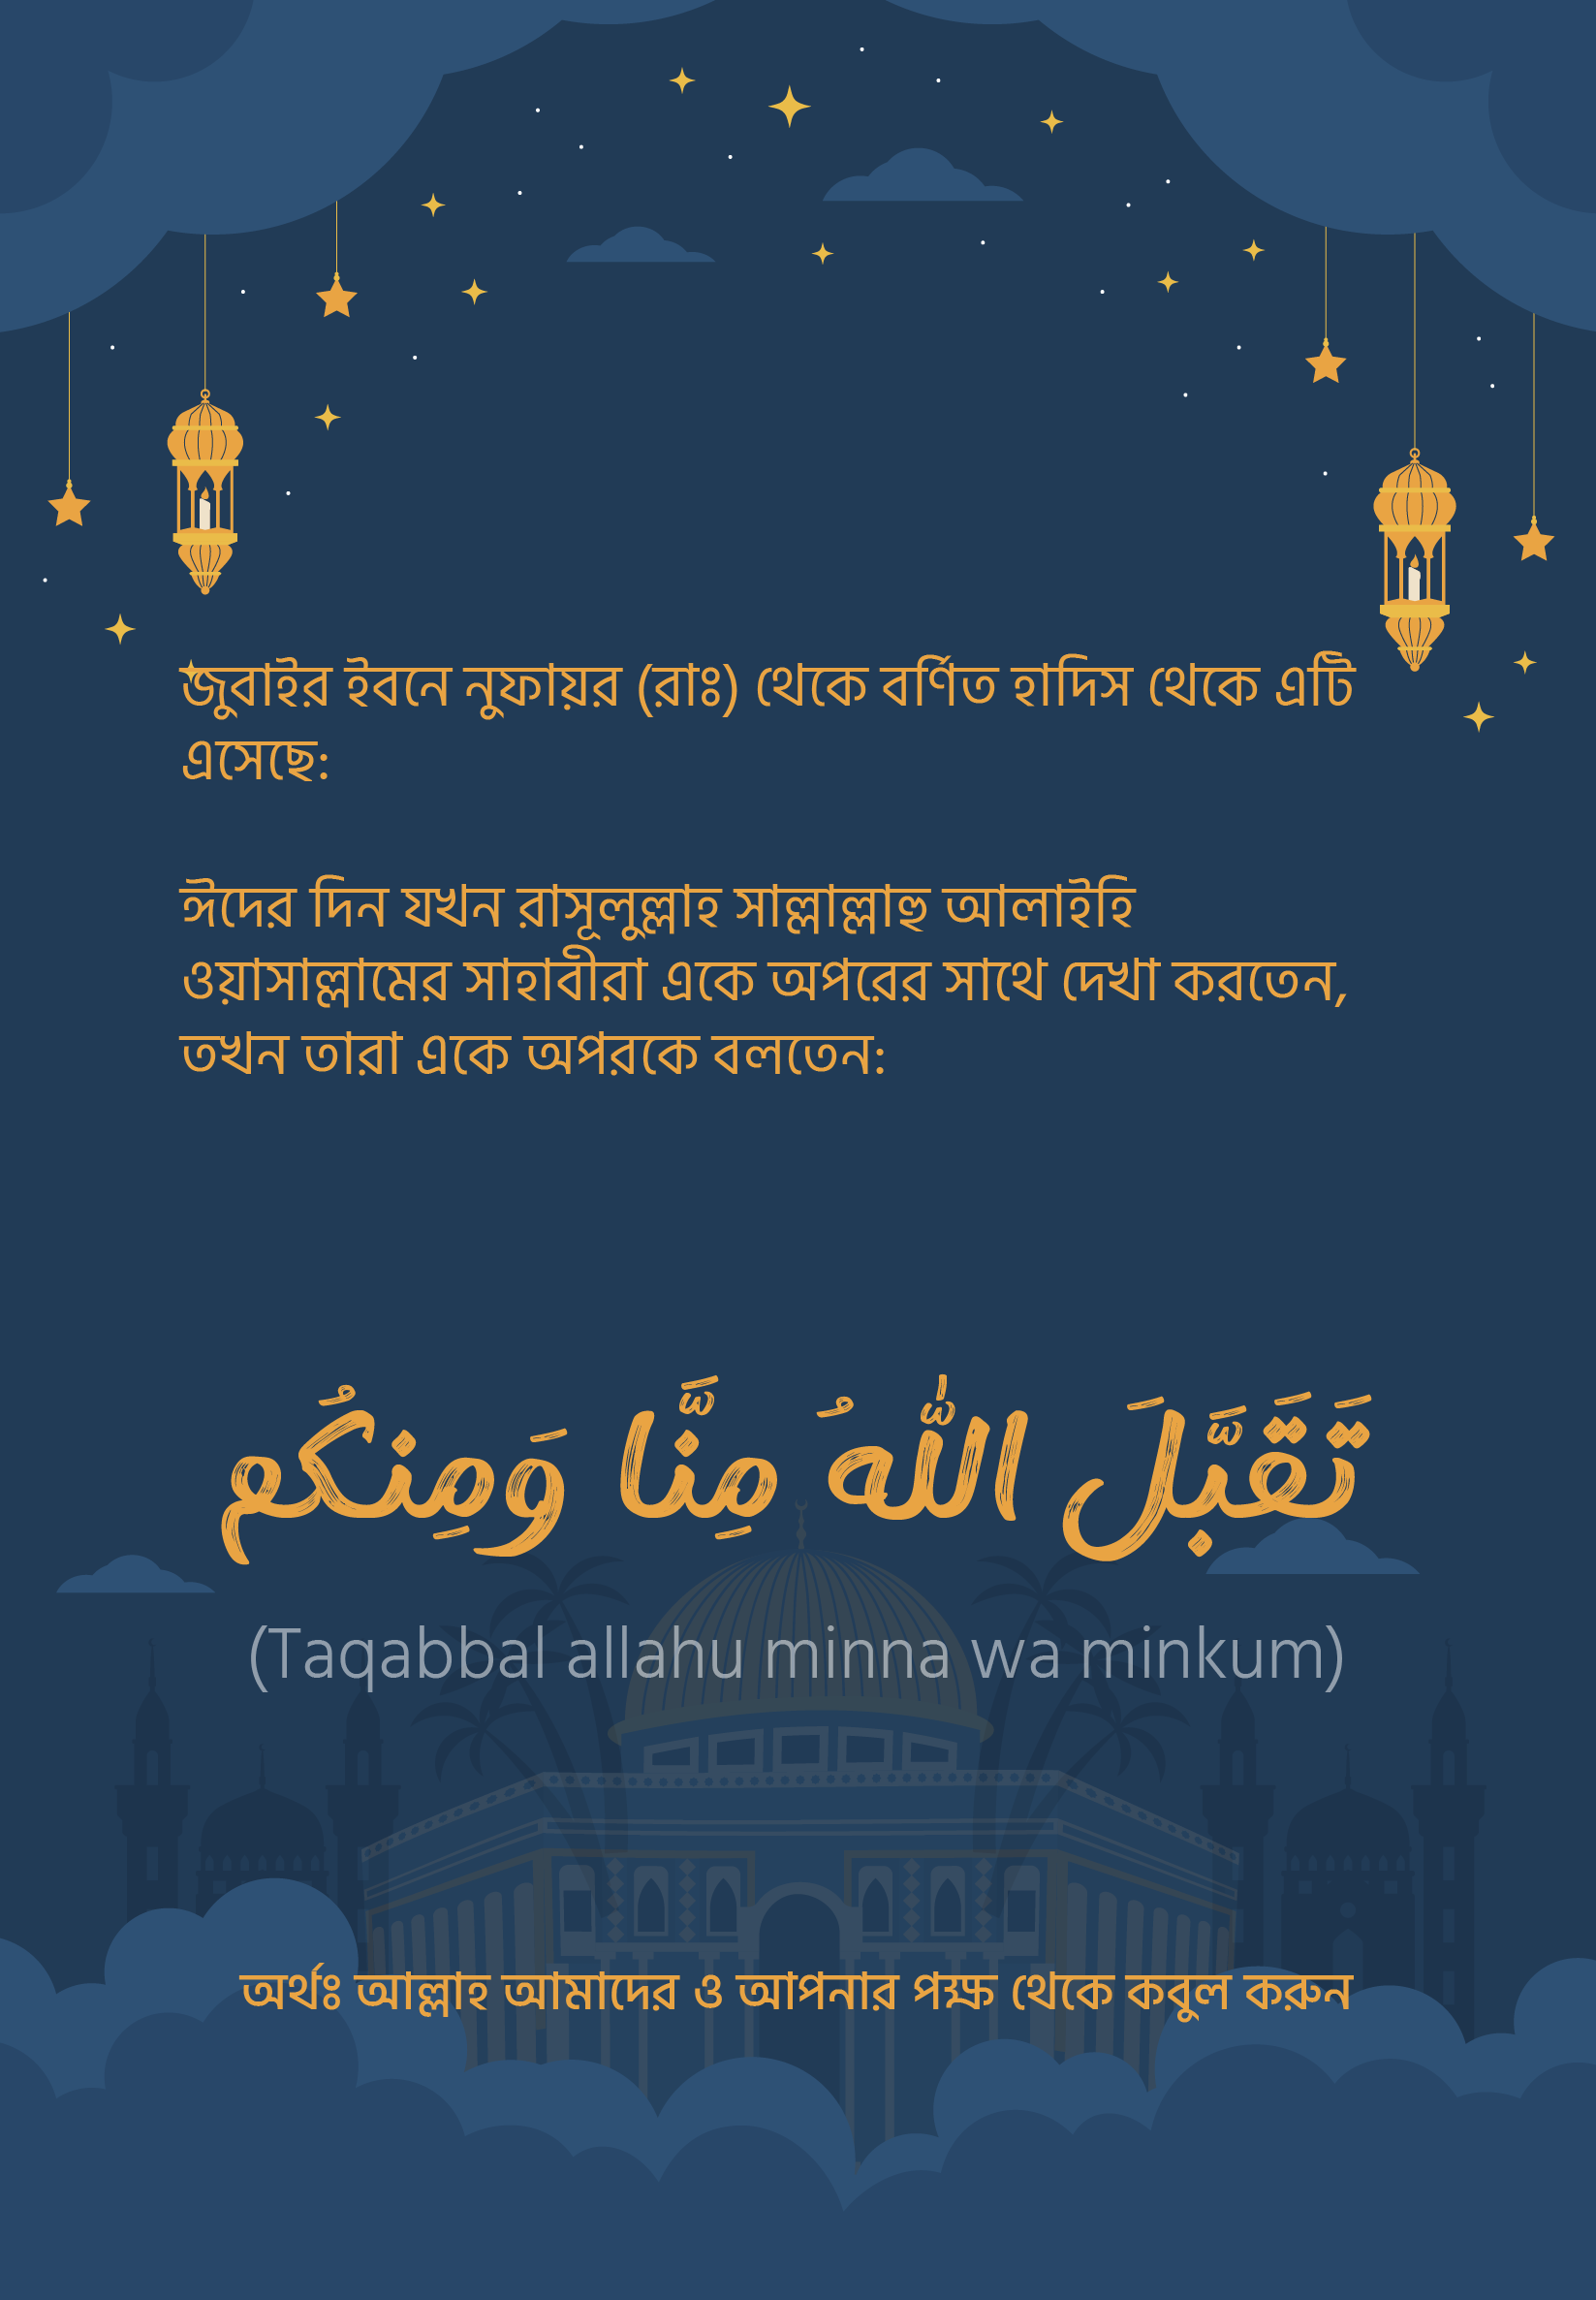 জুবাইর ইবনে নুফায়র (রাঃ) থেকে বর্ণিত হাদিস থেকে এটি
এসেছে:
ঈদের দিন যখন রাসূলুল্লাহ সাল্লাল্লাহু আলাইহি
ওয়াসাল্লামের সাহাবীরা একে অপরের সাথে দেখা করতেন,
তখন তারা একে অপরকে বলতেন:
تَقَبَّلَ اللّٰهُ مِنَّا وَمِنكُم
(Taqabbal allahu minna wa minkum)
অর্থঃ আল্লাহ আমাদের ও আপনার পক্ষ থেকে কবুল করুন